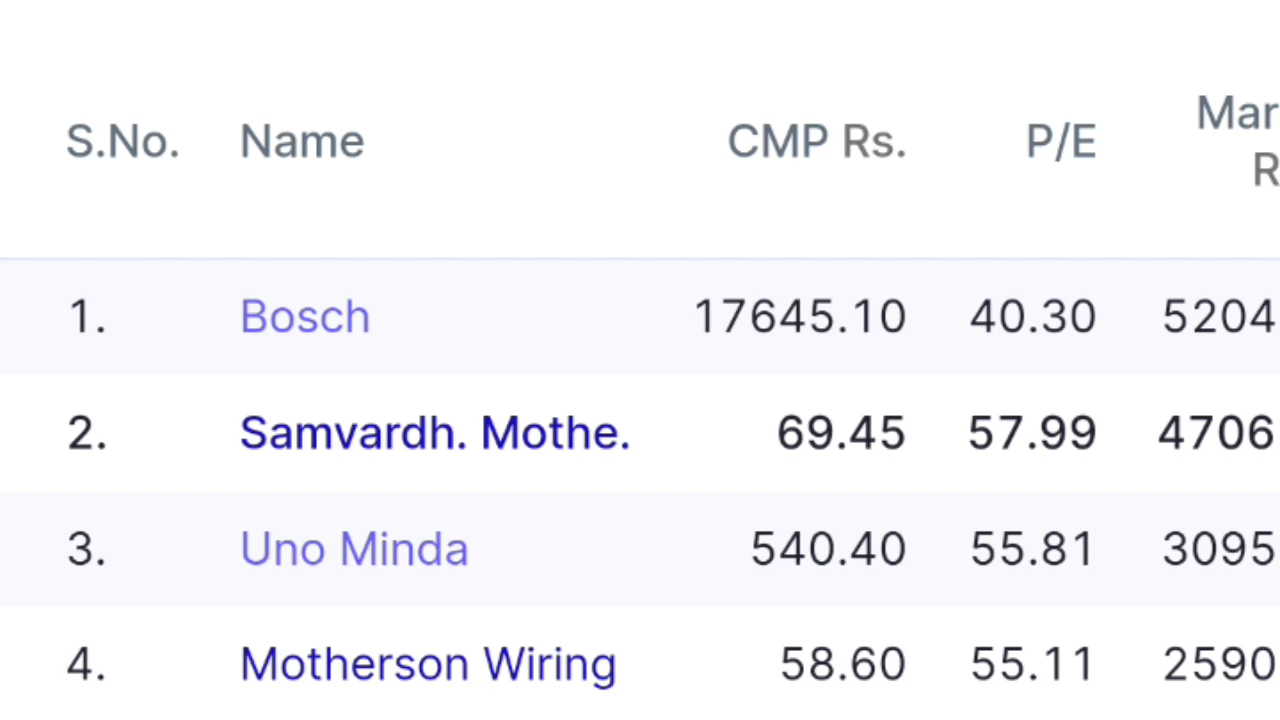 S.No. Name CMP Rs. P/E Mar
R
1. Bosch 17645.10 40.30 5204
2. Samvardh. Mothe. 69.45 57.99 4706
3. Uno Minda 540.40 55.81 3095
4. Motherson Wiring 58.60 55.11 2590